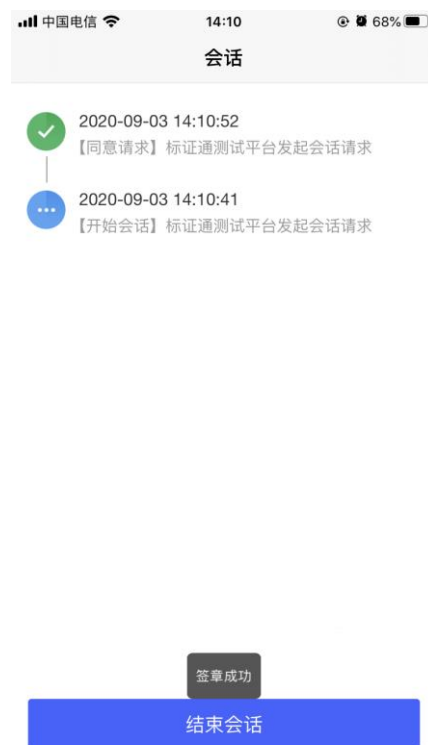 中国电信
14:10
68%
会话
2020-09-03 14:10:52
【同意请求】标证通测试平台发起会话请求
2020-09-03 14:10:41
【开始会话】标证通测试平台发起会话请求
签章成功
结束会话